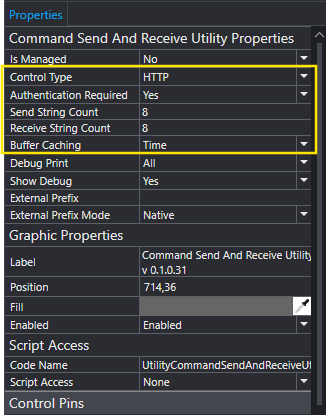 Properties
Command Send And Receive Utility Properties
Is Managed No
Control Type HTTP
Authentication Required Yes
Send String Count 8
Receive String Count 8
Buffer Caching Time
Debug Print All
Show Debug Yes
External Prefix
External Prefix Mode Native
Graphic Properties
Label Command Send And Receive Utility
v 0.1.0.31
Position 714,36
Fill
Enabled Enabled
Script Access
Code Name UtilityCommandSendAndReceiveUt
Script Access None
Control Pins